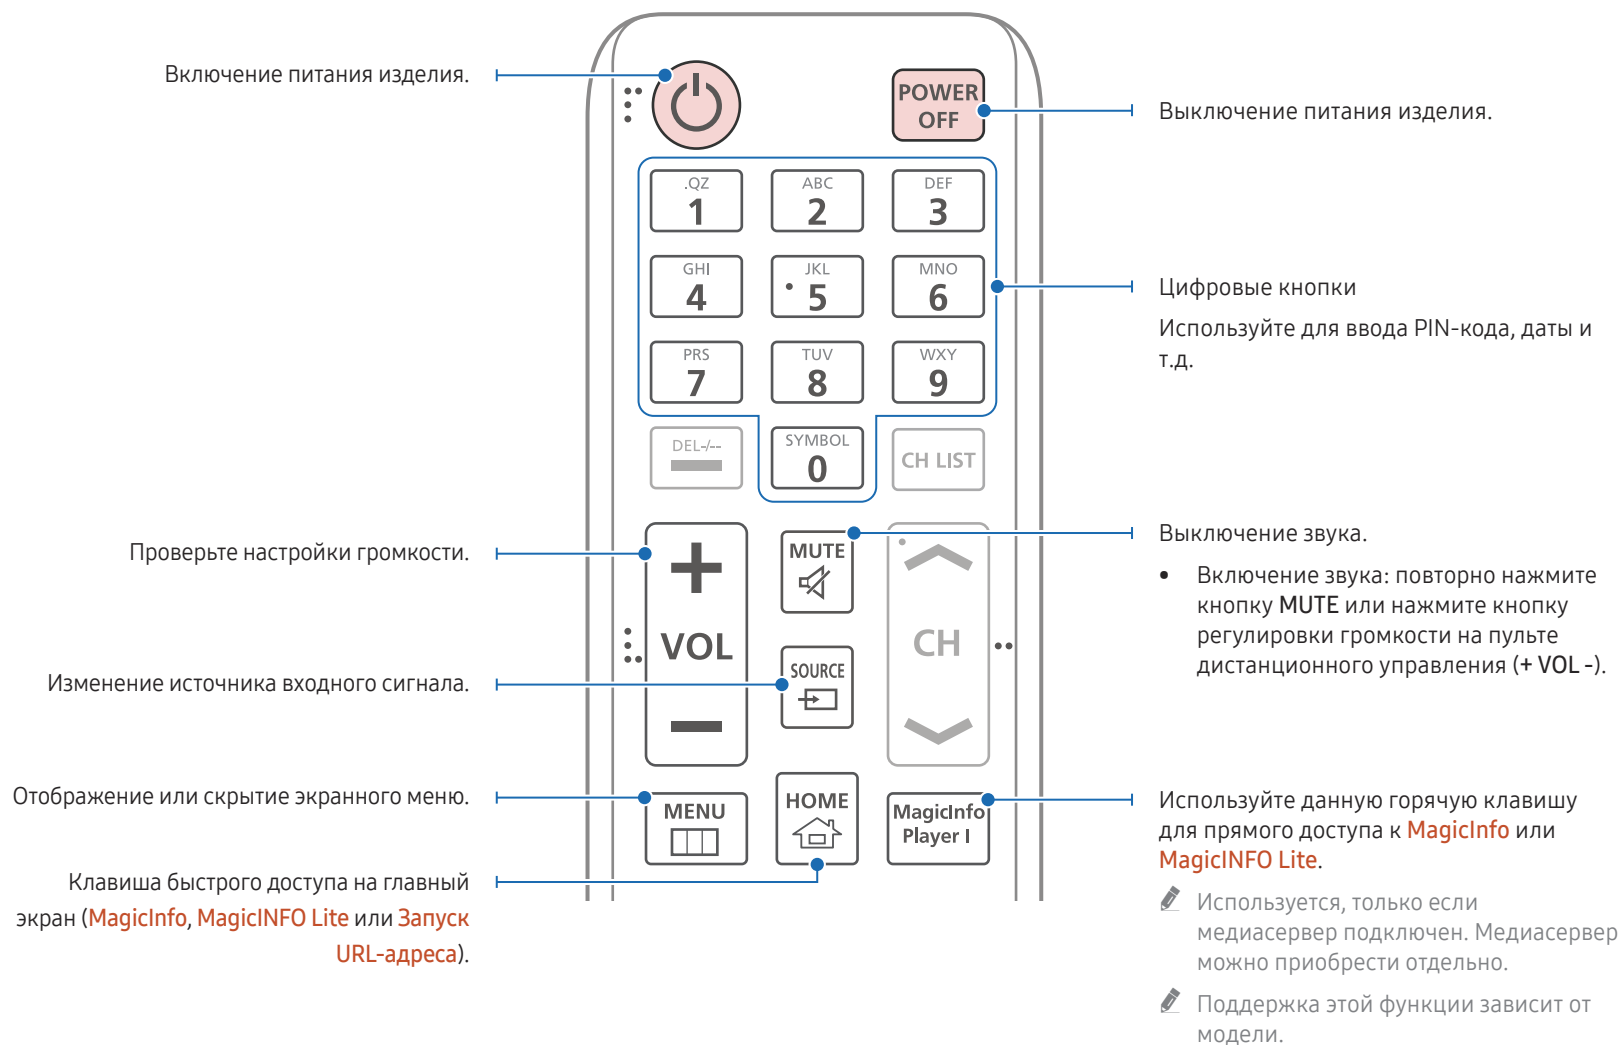 Включение питания изделия.
POWER
OFF
Выключение питания изделия.
.QZ
1
ABC
2
DEF
3
GHI
4
JKL
5
MNO
6
PRS
7
TUV
8
WXY
9
DEL-/--
SYMBOL
0
CH LIST
Цифровые кнопки
Используйте для ввода PIN-кода, даты и
т.д.
Проверьте настройки громкости.
VOL
MUTE
CH
Выключение звука.
• Включение звука: повторно нажмите
кнопку MUTE или нажмите кнопку
регулировки громкости на пульте
дистанционного управления (+ VOL -).
Изменение источника входного сигнала.
SOURCE
Отображение или скрытие экранного меню.
MENU
HOME
MagicInfo
Player I
Клавиша быстрого доступа на главный
экран (MagicInfo, MagicINFO Lite или Запуск
URL-адреса).
Используйте данную горячую клавишу
для прямого доступа к MagicInfo или
MagicINFO Lite.
Используется, только если
медиасервер подключен. Медиасервер
можно приобрести отдельно.
Поддержка этой функции зависит от
модели.